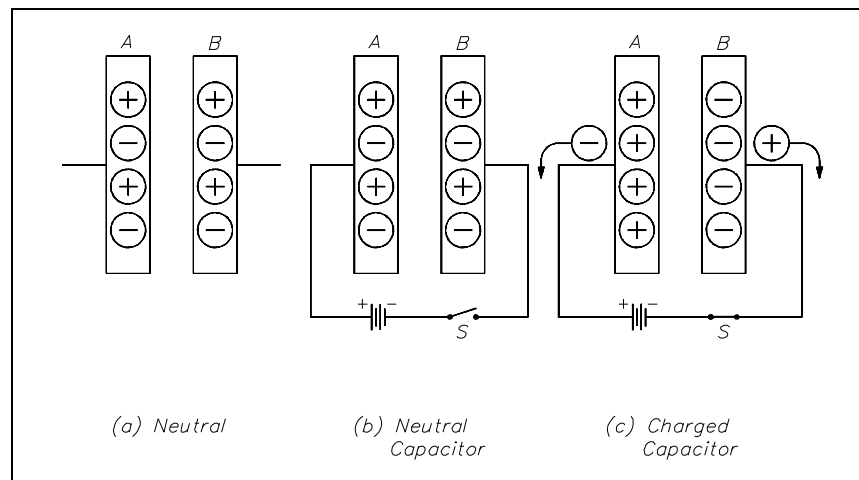 A B A B A B
+ + + + + −
− − − − − + − +
+ + + + + −
− − − − + −
+ − + −
S S
(a) Neutral (b) Neutral (c) Charged
Capacitor Capacitor